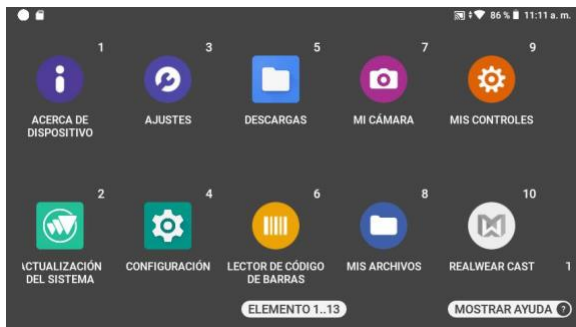 86 % 11:11 a. m.
1 3 5 7 9
ACERCA DE
DISPOSITIVO
AJUSTES
DESCARGAS
MI CÁMARA
MIS CONTROLES
2 4 6 8 10
ACTUALIZACIÓN
DEL SISTEMA
CONFIGURACIÓN
LECTOR DE CÓDIGO
DE BARRAS
MIS ARCHIVOS
REALWEAR CAST
1
ELEMENTO 1..13
MOSTRAR AYUDA ?